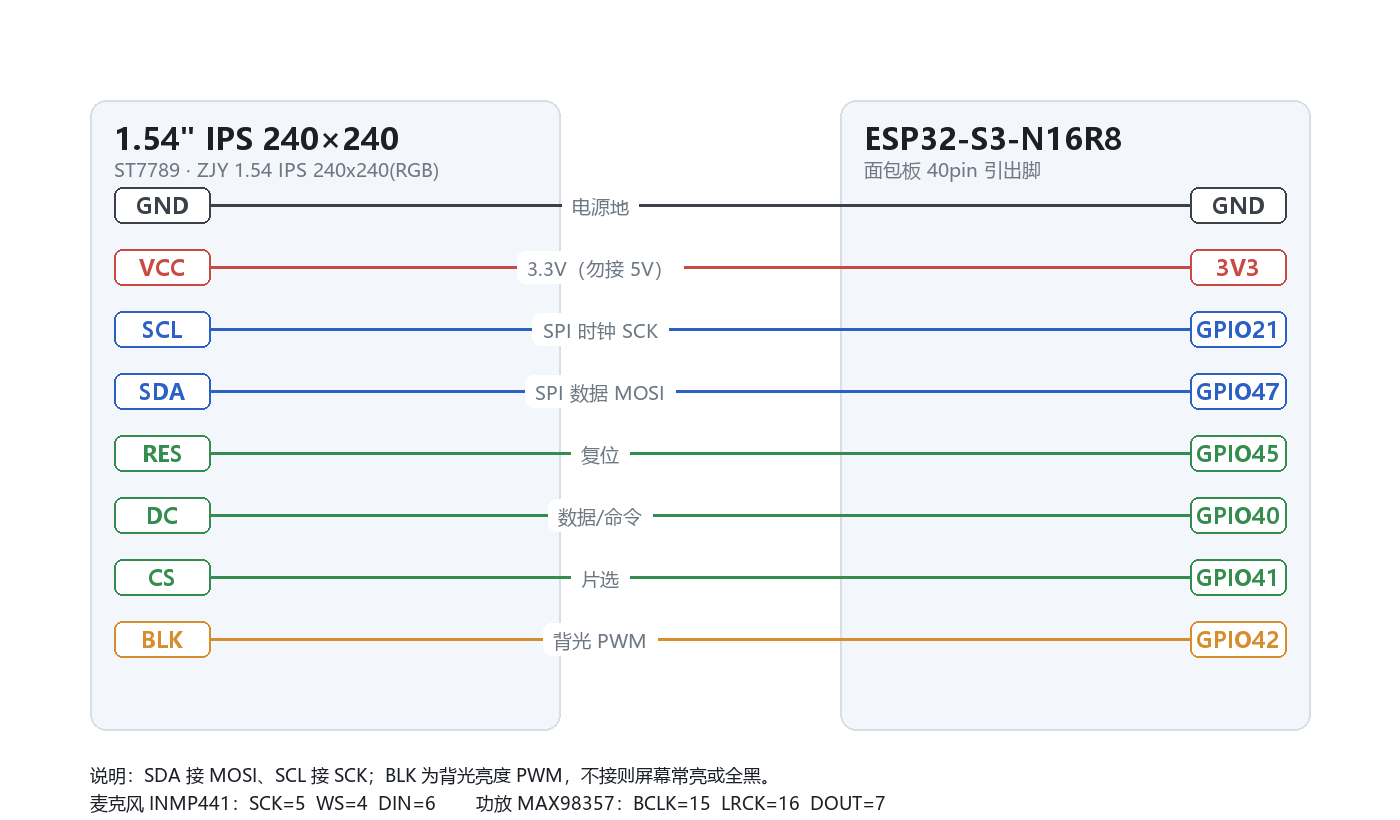 1.54" IPS 240×240
ST7789 · ZJY 1.54 IPS 240x240(RGB)
ESP32-S3-N16R8
面包板 40pin 引出脚
GND 电源地 GND
VCC 3.3V（勿接 5V） 3V3
SCL SPI 时钟 SCK GPIO21
SDA SPI 数据 MOSI GPIO47
RES 复位 GPIO45
DC 数据/命令 GPIO40
CS 片选 GPIO41
BLK 背光 PWM GPIO42
说明：SDA 接 MOSI、SCL 接 SCK；BLK 为背光亮度 PWM，不接则屏幕常亮或全黑。
麦克风 INMP441：SCK=5 WS=4 DIN=6 功放 MAX98357：BCLK=15 LRCK=16 DOUT=7